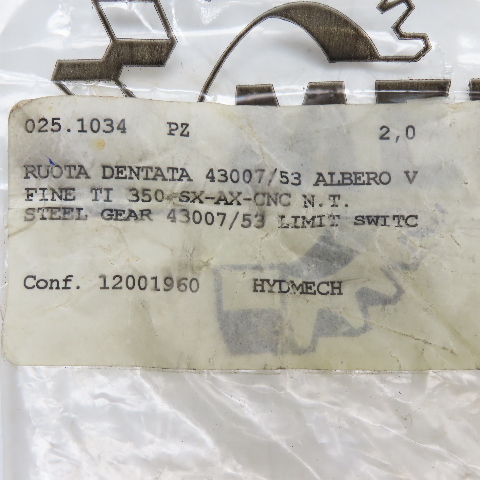 025.1034 PZ 2,0
RUOTA DENTATA 43007/53 ALBERO V
FINE TI 350-SX-AX-CNC N.T.
STEEL GEAR 43007/53 LIMIT SWITC
Conf. 12001960 HYDMECH